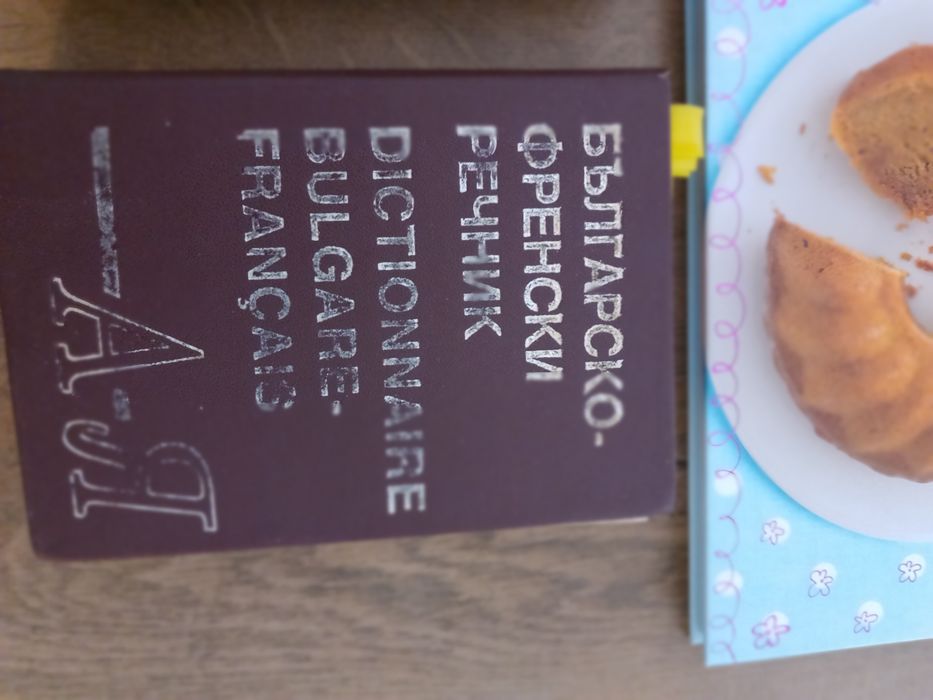 БЪЛГАРСКО-
ФРЕНСКИ
РЕЧНИК
DICTIONNAIRE
BULGARE-
FRANÇAIS
А-Я